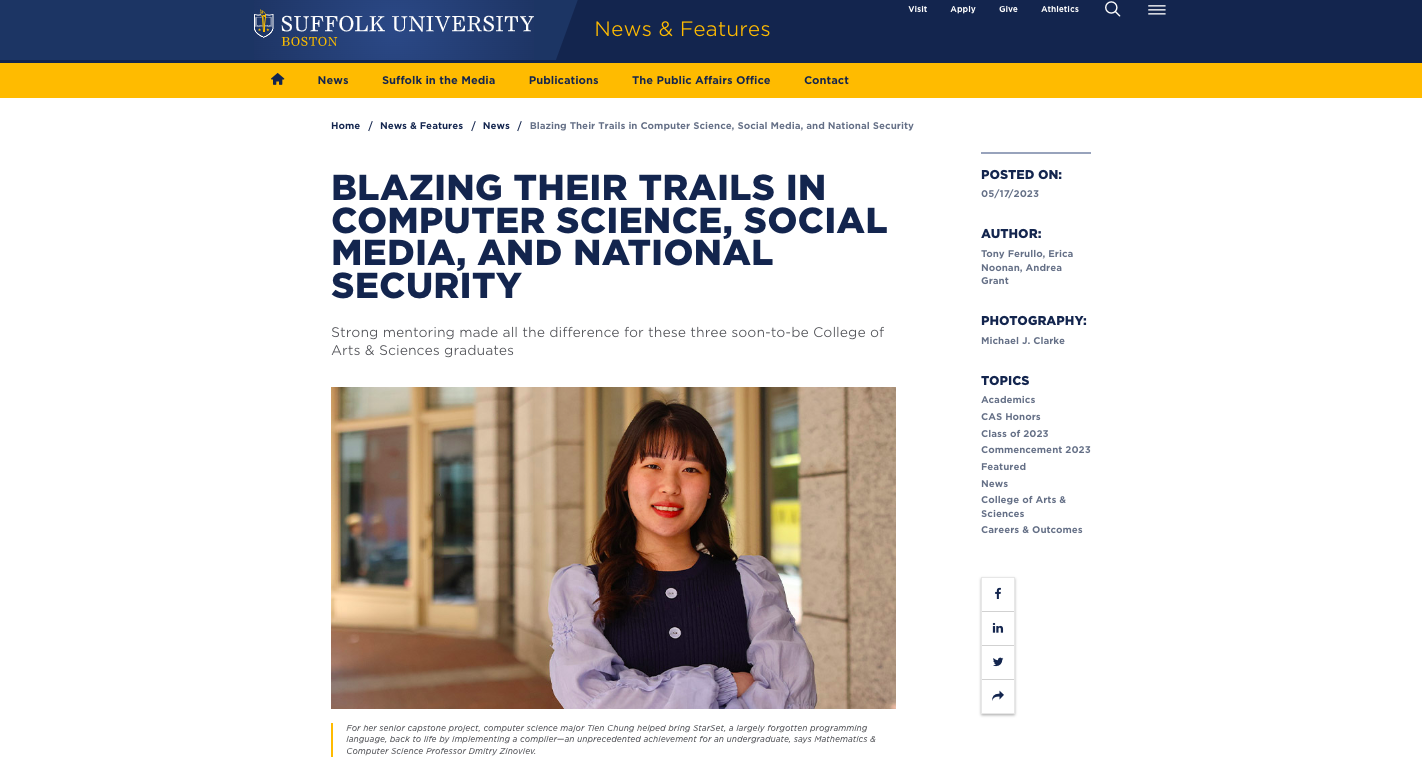 SUFFOLK UNIVERSITY
BOSTON
News & Features
Visit Apply Give Athletics
News Suffolk in the Media Publications The Public Affairs Office Contact
Home / News & Features / News / Blazing Their Trails in Computer Science, Social Media, and National Security
BLAZING THEIR TRAILS IN
COMPUTER SCIENCE, SOCIAL
MEDIA, AND NATIONAL
SECURITY
Strong mentoring made all the difference for these three soon-to-be College of
Arts & Sciences graduates
For her senior capstone project, computer science major Tien Chung helped bring StarSet, a largely forgotten programming
language, back to life by implementing a compiler—an unprecedented achievement for an undergraduate, says Mathematics &
Computer Science Professor Dmitry Zinoviev.
POSTED ON:
05/17/2023
AUTHOR:
Tony Ferullo, Erica
Noonan, Andrea
Grant
PHOTOGRAPHY:
Michael J. Clarke
TOPICS
Academics
CAS Honors
Class of 2023
Commencement 2023
Featured
News
College of Arts &
Sciences
Careers & Outcomes